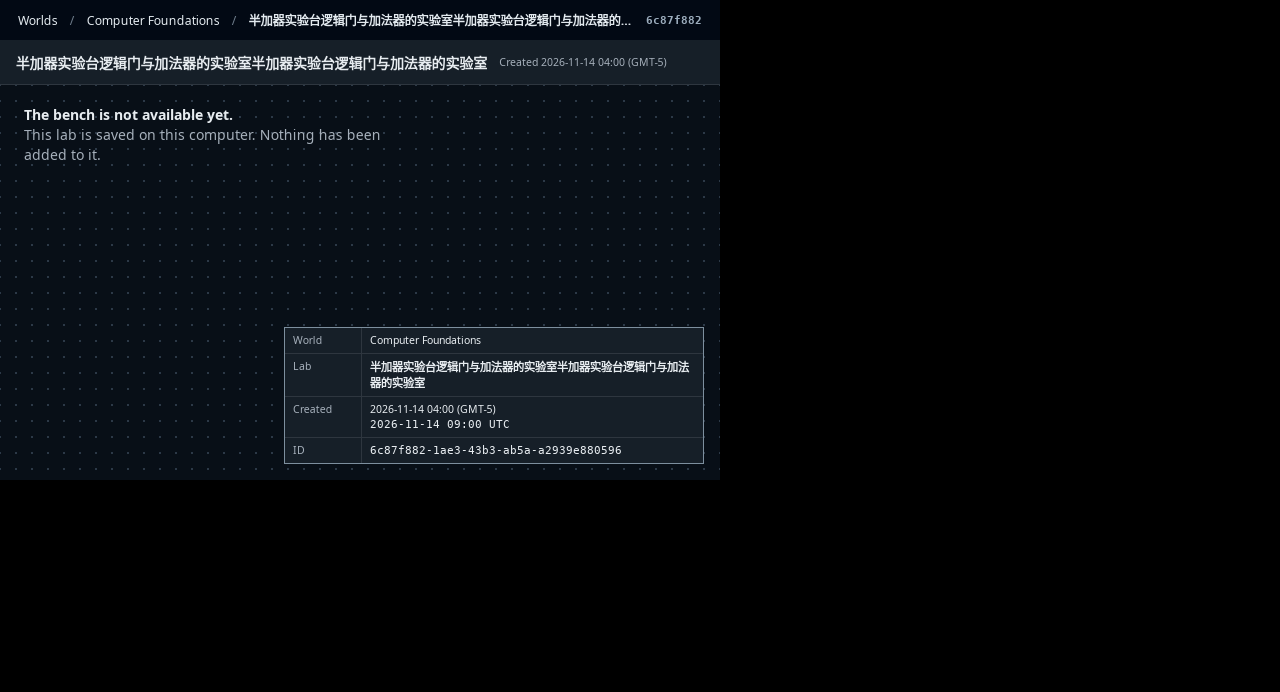 Worlds / Computer Foundations / 半加器实验台逻辑门与加法器的实验室半加器实验台逻辑门与加法器的... 6c87f882
半加器实验台逻辑门与加法器的实验室半加器实验台逻辑门与加法器的实验室 Created 2026-11-14 04:00 (GMT-5)
The bench is not available yet.
This lab is saved on this computer. Nothing has been
added to it.
World Computer Foundations
Lab 半加器实验台逻辑门与加法器的实验室半加器实验台逻辑门与加法
器的实验室
Created 2026-11-14 04:00 (GMT-5)
2026-11-14 09:00 UTC
ID 6c87f882-1ae3-43b3-ab5a-a2939e880596